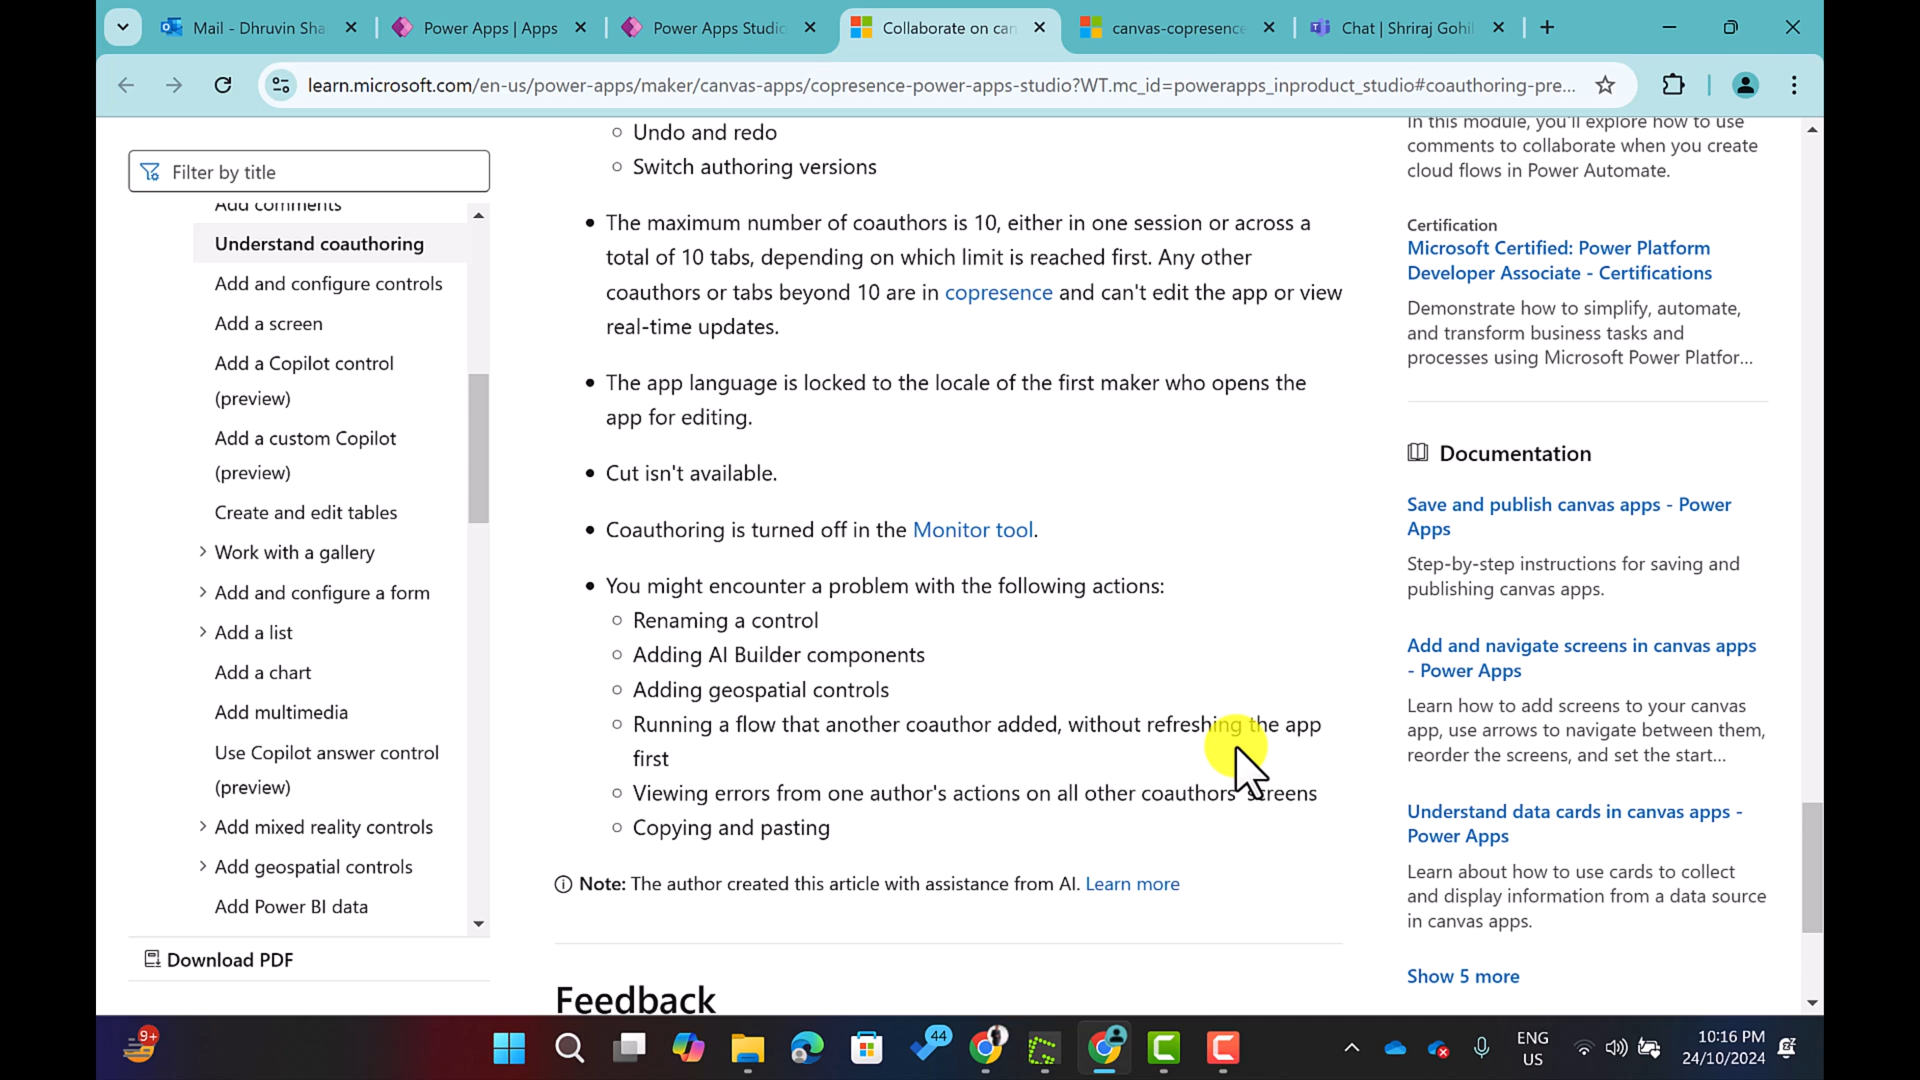 Mail - Dhruvin Sha
Power Apps | Apps
Power Apps Studio
Collaborate on can
canvas-copresence
Chat | Shriraj Gohil
learn.microsoft.com/en-us/power-apps/maker/canvas-apps/copresence-power-apps-studio?WT.mc_id=powerapps_inproduct_studio#coauthoring-pre...
Filter by title
Add comments
Understand coauthoring
Add and configure controls
Add a screen
Add a Copilot control
(preview)
Add a custom Copilot
(preview)
Create and edit tables
Work with a gallery
Add and configure a form
Add a list
Add a chart
Add multimedia
Use Copilot answer control
(preview)
Add mixed reality controls
Add geospatial controls
Add Power BI data
Download PDF
Undo and redo
Switch authoring versions
The maximum number of coauthors is 10, either in one session or across a
total of 10 tabs, depending on which limit is reached first. Any other
coauthors or tabs beyond 10 are in copresence and can't edit the app or view
real-time updates.
The app language is locked to the locale of the first maker who opens the
app for editing.
Cut isn't available.
Coauthoring is turned off in the Monitor tool.
You might encounter a problem with the following actions:
Renaming a control
Adding AI Builder components
Adding geospatial controls
Running a flow that another coauthor added, without refreshing the app
first
Viewing errors from one author's actions on all other coauthors' screens
Copying and pasting
Note: The author created this article with assistance from AI. Learn more
Feedback
In this module, you'll explore how to use
comments to collaborate when you create
cloud flows in Power Automate.
Certification
Microsoft Certified: Power Platform
Developer Associate - Certifications
Demonstrate how to simplify, automate,
and transform business tasks and
processes using Microsoft Power Platfor...
Documentation
Save and publish canvas apps - Power
Apps
Step-by-step instructions for saving and
publishing canvas apps.
Add and navigate screens in canvas apps
- Power Apps
Learn how to add screens to your canvas
app, use arrows to navigate between them,
reorder the screens, and set the start...
Understand data cards in canvas apps -
Power Apps
Learn about how to use cards to collect
and display information from a data source
in canvas apps.
Show 5 more
9+
44
ENG
US
10:16 PM
24/10/2024